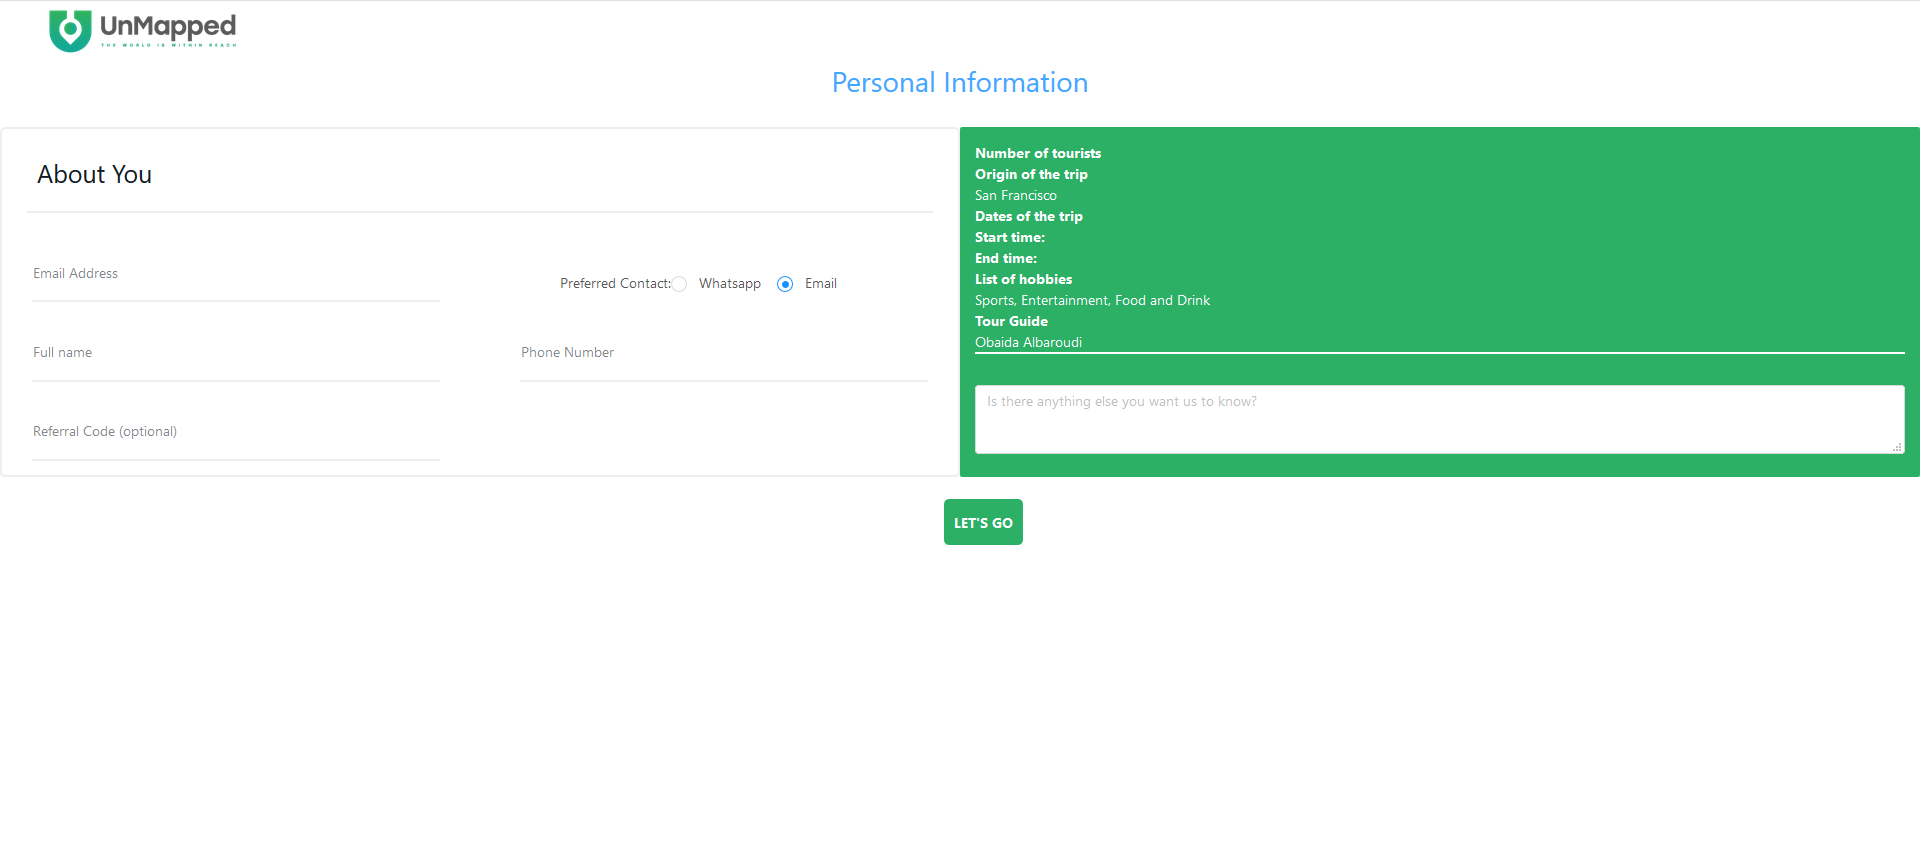 UnMapped
THE WORLD IS WITHIN REACH
Personal Information
About You
Email Address
Preferred Contact: Whatsapp Email
Full name
Phone Number
Referral Code (optional)
Number of tourists
Origin of the trip
San Francisco
Dates of the trip
Start time:
End time:
List of hobbies
Sports, Entertainment, Food and Drink
Tour Guide
Obaida Albaroudi
Is there anything else you want us to know?
LET'S GO